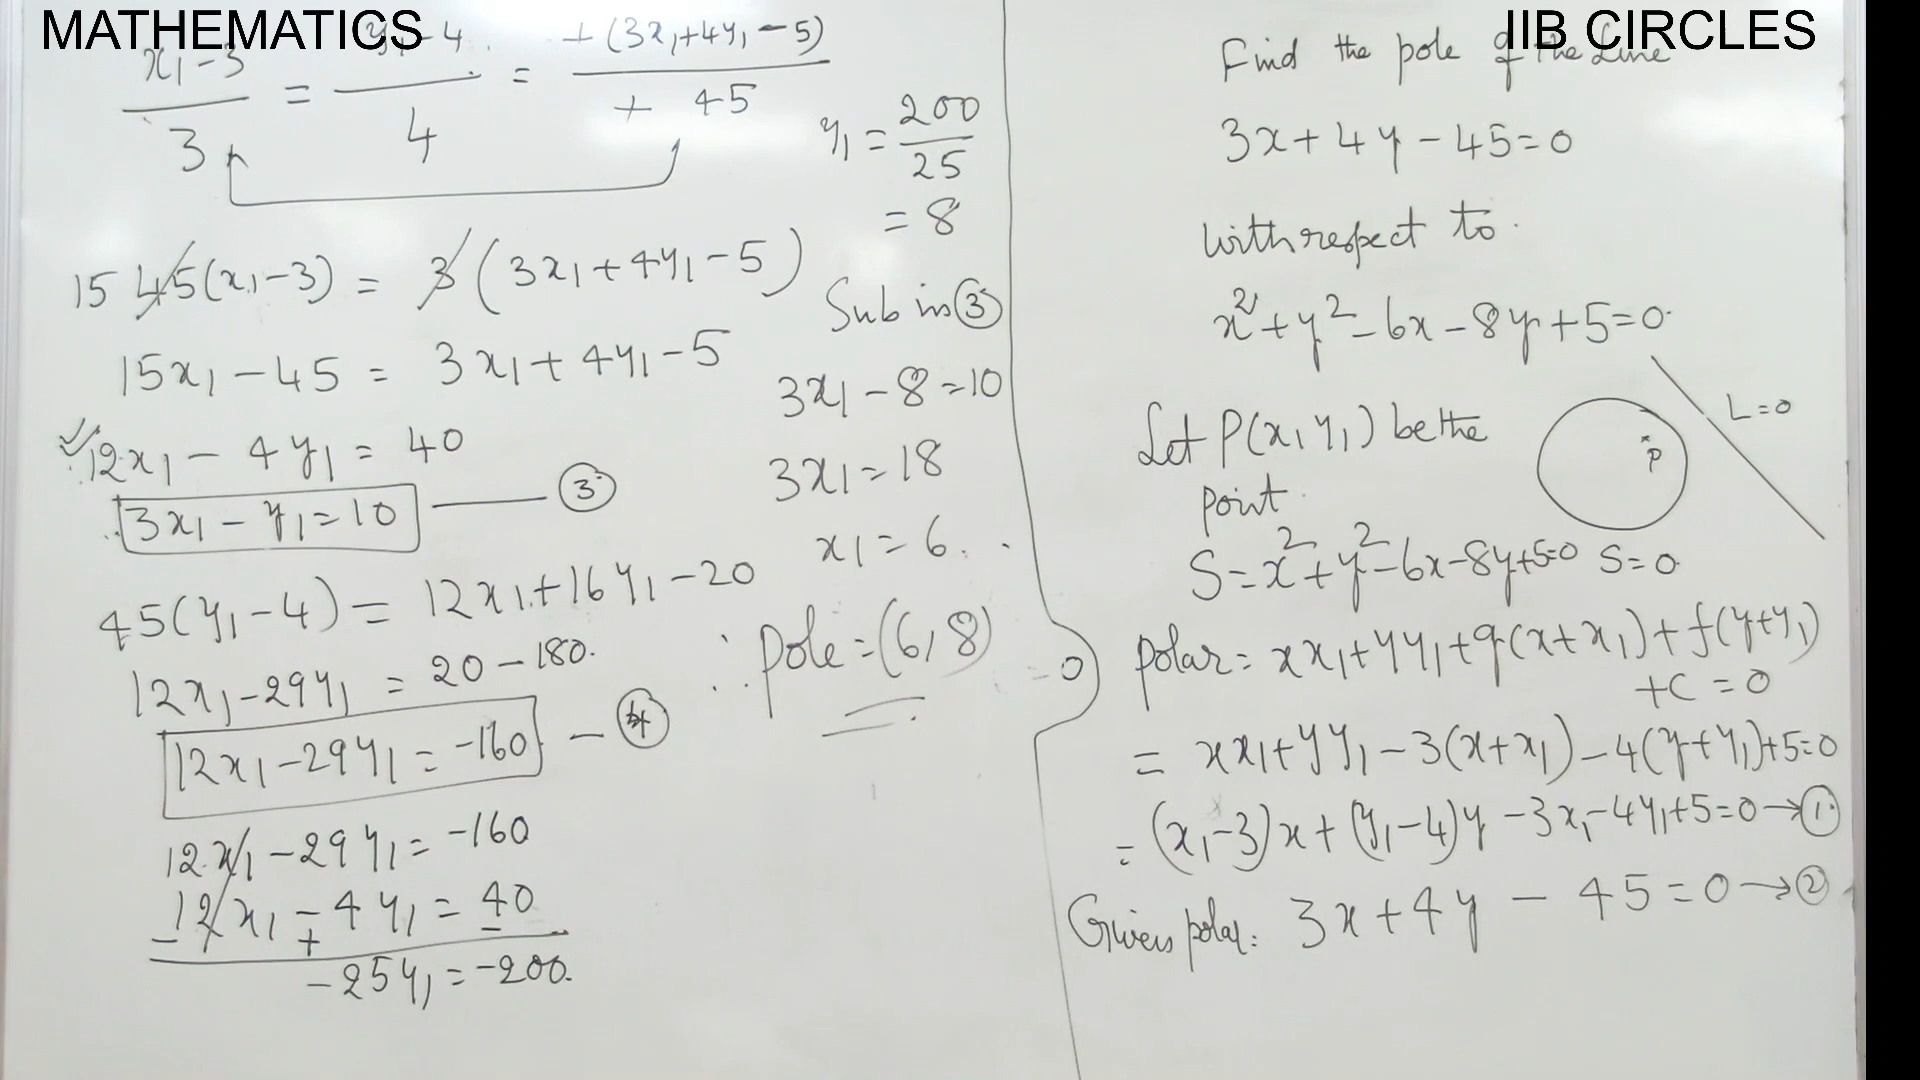 MATHEMATICS
IIB CIRCLES
Find the pole of the Line
3x + 4y - 45 = 0
with respect to
x² + y² - 6x - 8y + 5 = 0
Let P(x₁ y₁) be the
point
L = 0
P
S = x² + y² - 6x - 8y + 5 = 0 S = 0
polar = xx₁ + yy₁ + g(x + x₁) + f(y + y₁)
+ c = 0
= xx₁ + yy₁ - 3(x + x₁) - 4(y + y₁) + 5 = 0
= (x₁ - 3)x + (y₁ - 4)y - 3x₁ - 4y₁ + 5 = 0 → ①
Given polar: 3x + 4y - 45 = 0 → ②
(x₁ - 3)/3 = (y₁ - 4)/4 = +(3x₁ + 4y₁ - 5)/+ 45
15 45(x₁ - 3) = 3(3x₁ + 4y₁ - 5)
15x₁ - 45 = 3x₁ + 4y₁ - 5
12x₁ - 4y₁ = 40
3x₁ - y₁ = 10 — ③
45(y₁ - 4) = 12x₁ + 16y₁ - 20
12x₁ - 29y₁ = 20 - 180
12x₁ - 29y₁ = -160 — ④
12x₁ - 29y₁ = -160
12x₁ - 4y₁ = 40
- + -
-25y₁ = -200
y₁ = 200/25
= 8
Sub in ③
3x₁ - 8 = 10
3x₁ = 18
x₁ = 6
∴ pole = (6, 8)
= 0